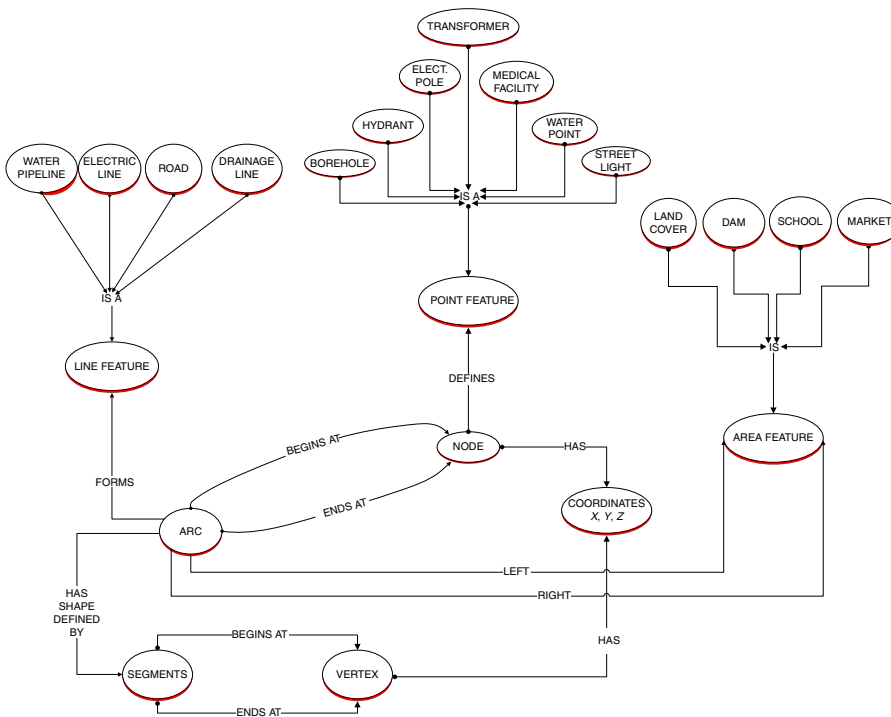 TRANSFORMER
ELECT.
POLE
MEDICAL
FACILITY
HYDRANT
WATER
POINT
BOREHOLE
STREET
LIGHT
WATER
PIPELINE
ELECTRIC
LINE
ROAD
DRAINAGE
LINE
IS A
LAND
COVER
DAM
SCHOOL
MARKET
IS A
POINT FEATURE
IS
LINE FEATURE
DEFINES
AREA FEATURE
BEGINS AT
NODE
HAS
FORMS
ENDS AT
COORDINATES
X, Y, Z
ARC
LEFT
RIGHT
HAS
SHAPE
DEFINED
BY
BEGINS AT
HAS
SEGMENTS
VERTEX
ENDS AT